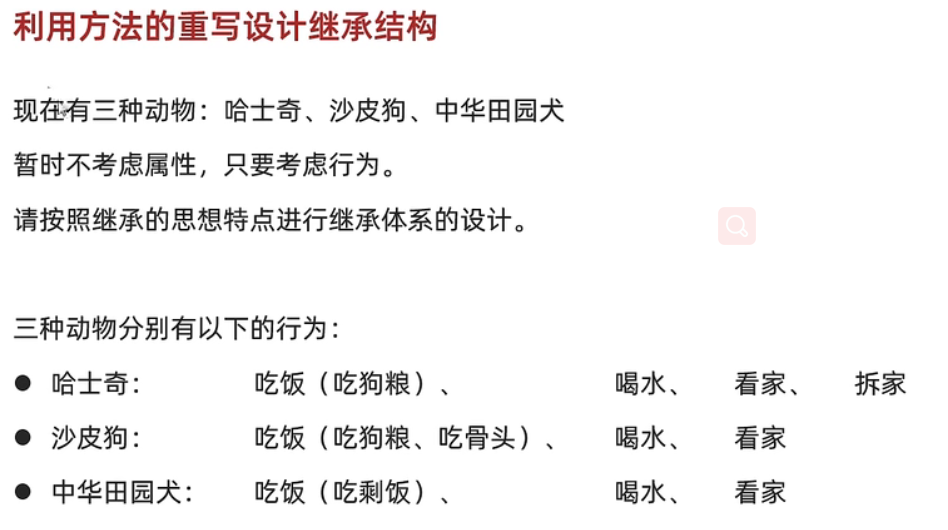 利用方法的重写设计继承结构
现在有三种动物：哈士奇、沙皮狗、中华田园犬
暂时不考虑属性，只要考虑行为。
请按照继承的思想特点进行继承体系的设计。
三种动物分别有以下的行为：
● 哈士奇： 吃饭（吃狗粮）、 喝水、 看家、 拆家
● 沙皮狗： 吃饭（吃狗粮、吃骨头）、 喝水、 看家
● 中华田园犬： 吃饭（吃剩饭）、 喝水、 看家